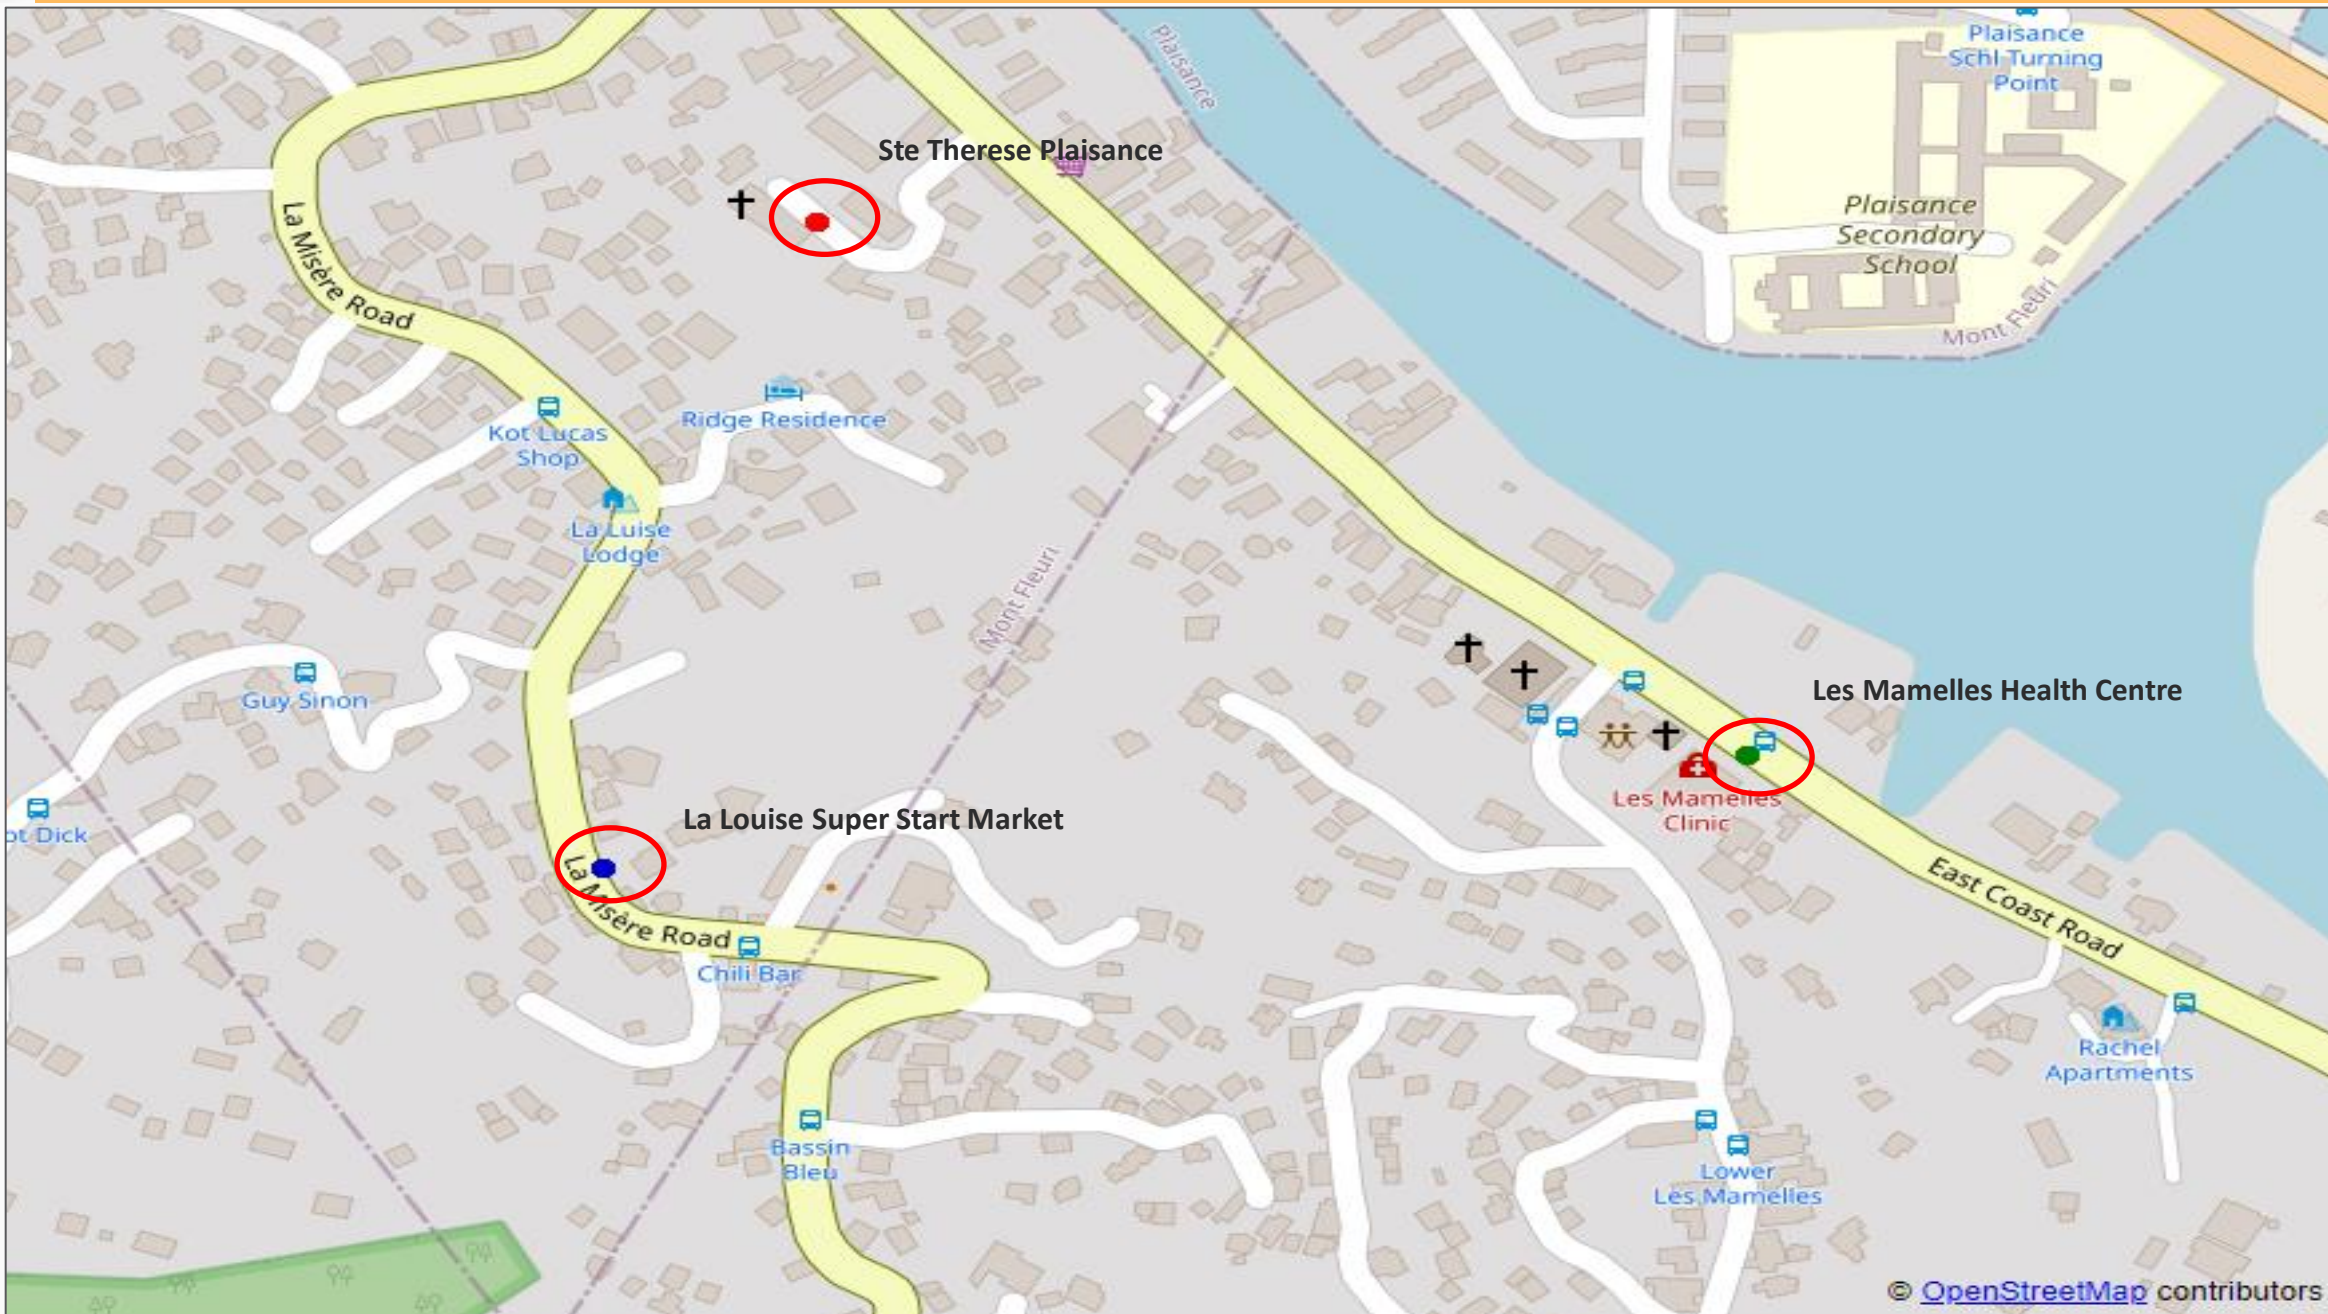 Plaisance
Plaisance
Schl Turning
Point
Ste Therese Plaisance
Plaisance
Secondary
School
La Misère Road
Mont Fleuri
Ridge Residence
Kot Lucas
Shop
La Luise
Lodge
Mont Fleuri
Guy Sinon
Les Mamelles Health Centre
Les Mamelles
Clinic
La Louise Super Start Market
ot Dick
La Misère Road
East Coast Road
Chili Bar
Rachel
Apartments
Bassin
Bleu
Lower
Les Mamelles
© OpenStreetMap contributors